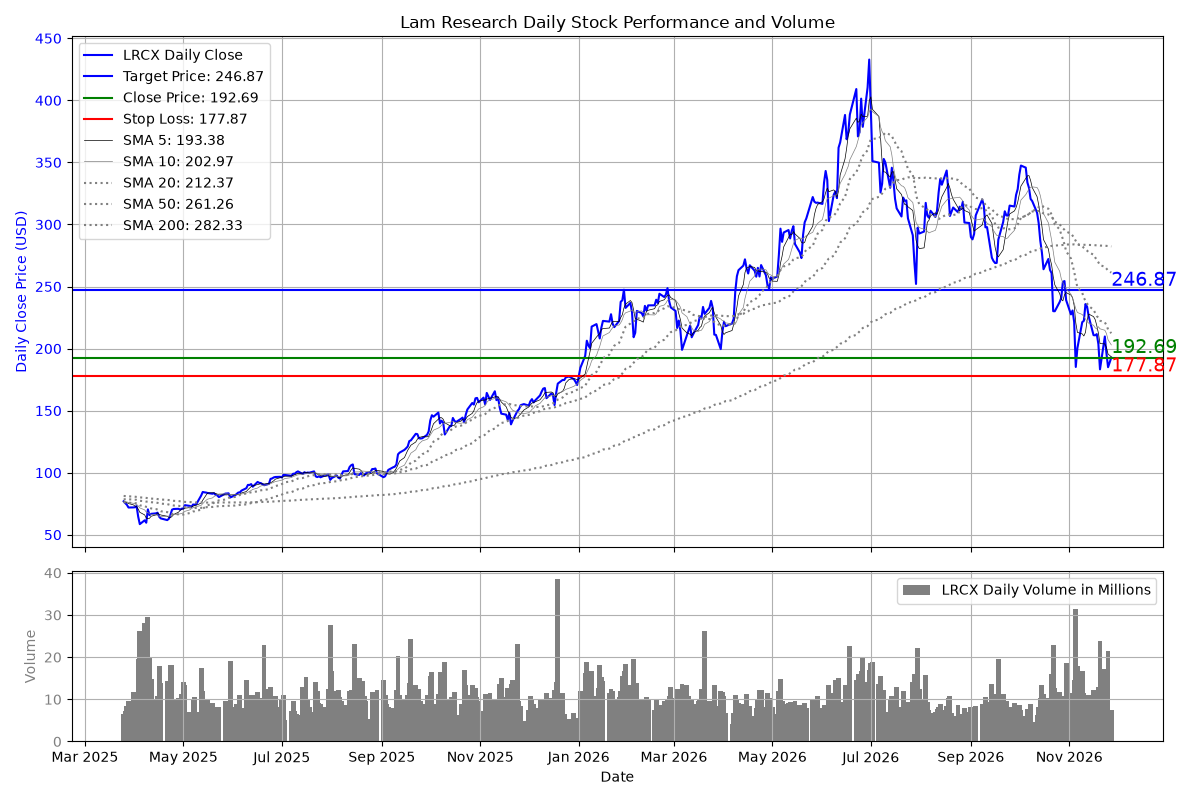 Lam Research Daily Stock Performance and Volume
Daily Close Price (USD)
450
400
350
300
250
200
150
100
50
LRCX Daily Close
Target Price: 246.87
Close Price: 192.69
Stop Loss: 177.87
SMA 5: 193.38
SMA 10: 202.97
SMA 20: 212.37
SMA 50: 261.26
SMA 200: 282.33
246.87
192.69
177.87
Volume
40
30
20
10
0
LRCX Daily Volume in Millions
Mar 2025 May 2025 Jul 2025 Sep 2025 Nov 2025 Jan 2026 Mar 2026 May 2026 Jul 2026 Sep 2026 Nov 2026
Date